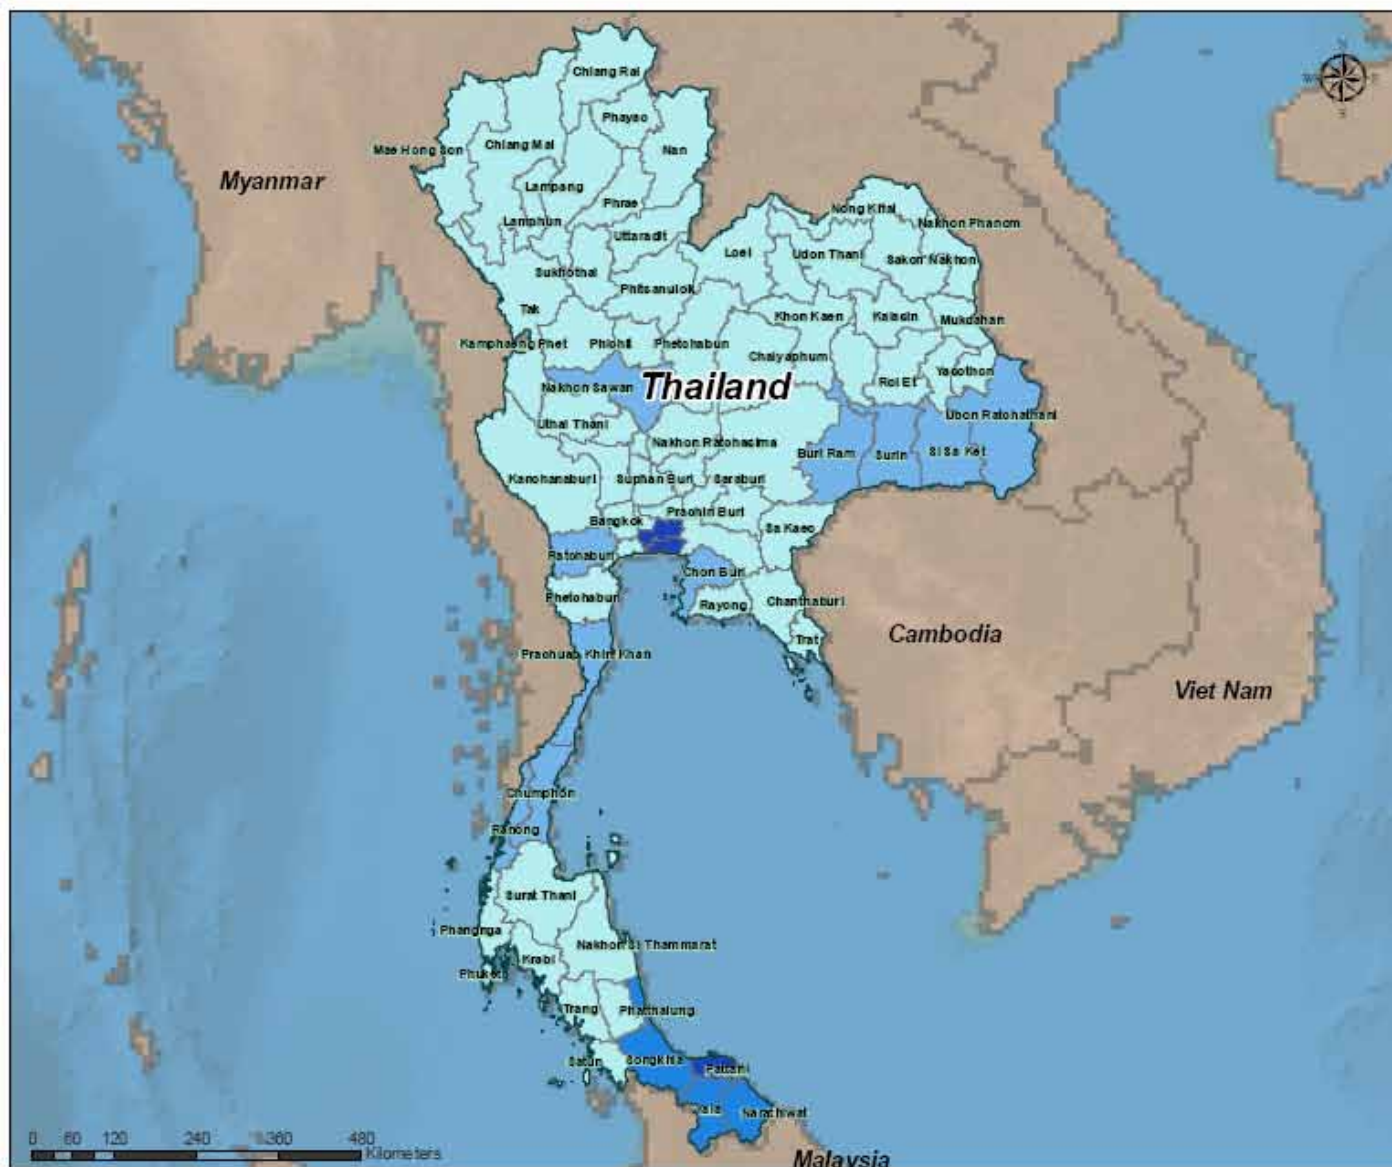 N
W
E
S
Chiang Rai
Phayao
Mae Hong Son
Chiang Mai
Nan
Myanmar
Lampang
Phrae
Nong Khai
Lamphun
Nakhon Phanom
Uttaradit
Loei
Udon Thani
Sakon Nakhon
Sukhothai
Phitsanulok
Tak
Khon Kaen
Kalasin
Mukdahan
Kamphaeng Phet
Phichit
Phetchabun
Chaiyaphum
Yasothon
Roi Et
Nakhon Sawan
Thailand
Ubon Ratchathani
Uthai Thani
Nakhon Ratchasima
Buri Ram
Surin
Si Sa Ket
Kanchanaburi
Suphan Buri
Saraburi
Prachin Buri
Bangkok
Sa Kaeo
Ratchaburi
Chon Buri
Phetchaburi
Rayong
Chanthaburi
Trat
Cambodia
Prachuap Khiri Khan
Viet Nam
Chumphon
Ranong
Surat Thani
Phangnga
Nakhon Si Thammarat
Krabi
Phuket
Trang
Phatthalung
Satun
Songkhla
Pattani
Yala
Narathiwat
0 60 120 240 360 480
Kilometers
Malaysia